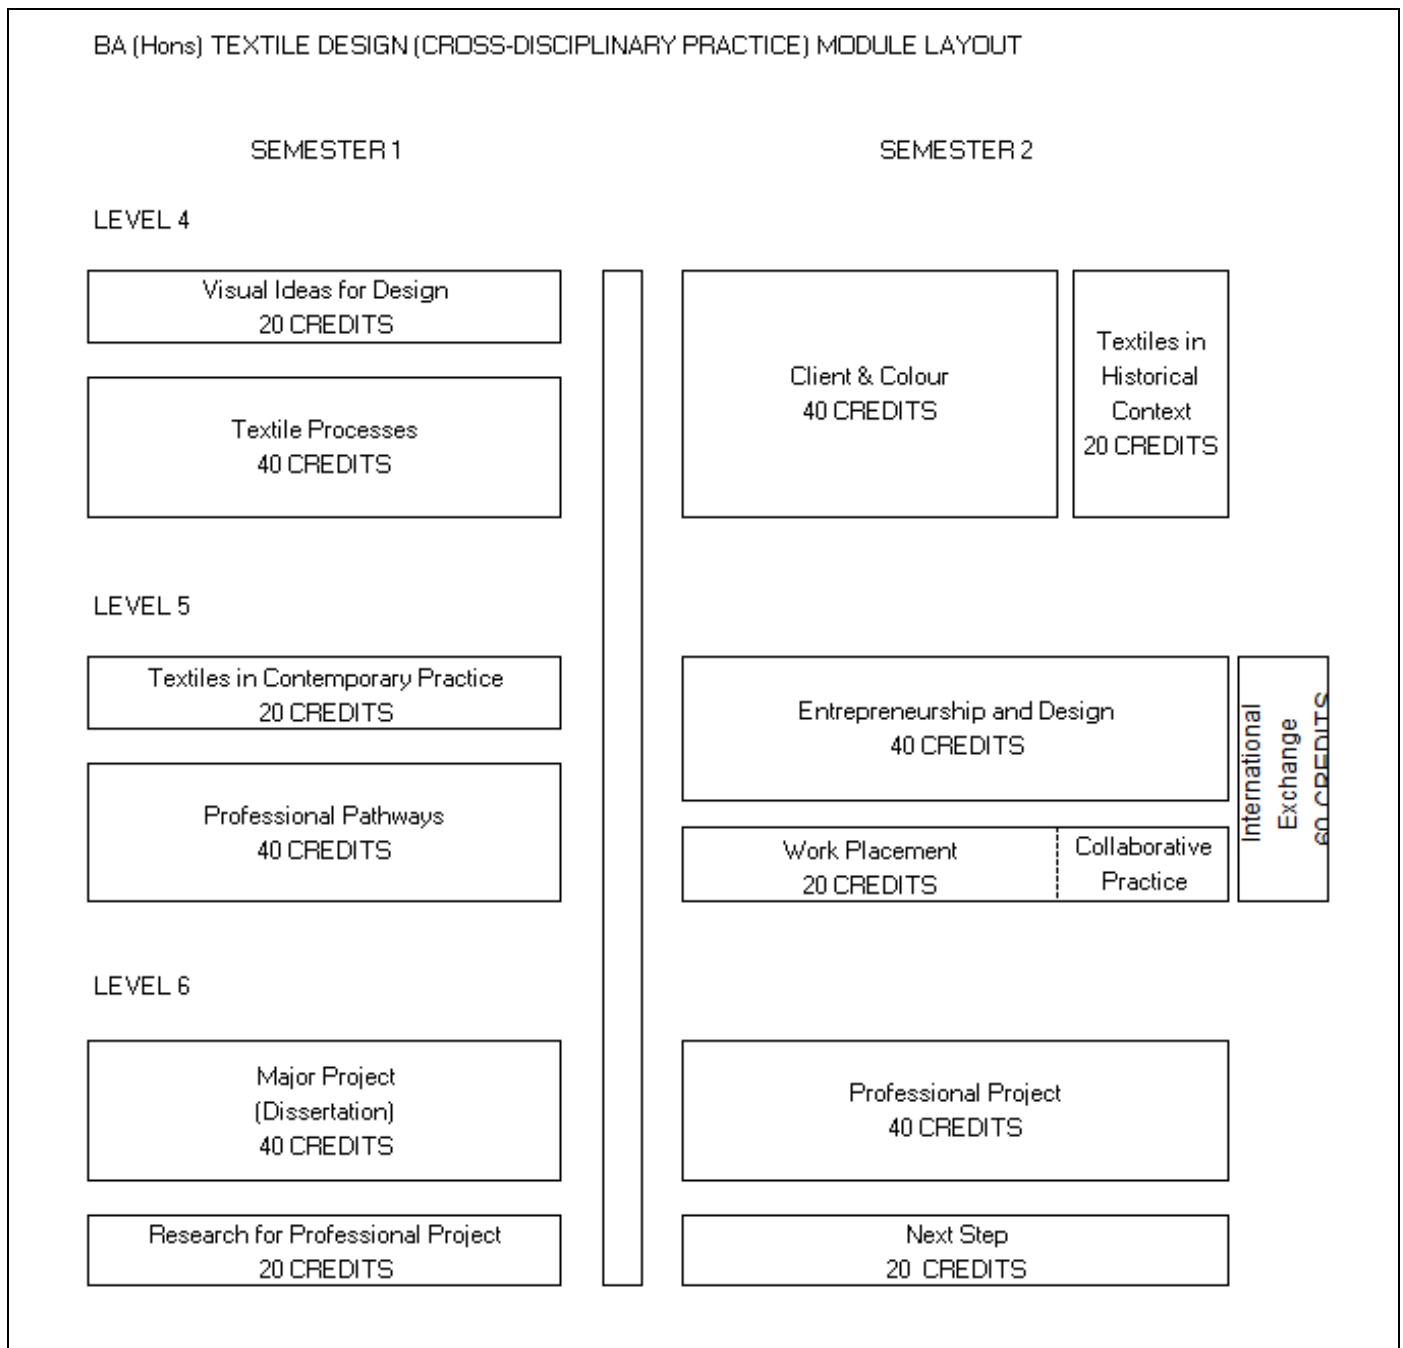 BA (Hons) TEXTILE DESIGN (CROSS-DISCIPLINARY PRACTICE) MODULE LAYOUT
SEMESTER 1
SEMESTER 2
LEVEL 4
Visual Ideas for Design
20 CREDITS
Textile Processes
40 CREDITS
Client & Colour
40 CREDITS
Textiles in
Historical
Context
20 CREDITS
LEVEL 5
Textiles in Contemporary Practice
20 CREDITS
Professional Pathways
40 CREDITS
Entrepreneurship and Design
40 CREDITS
Work Placement
20 CREDITS
Collaborative
Practice
International
Exchange
60 CREDITS
LEVEL 6
Major Project
(Dissertation)
40 CREDITS
Research for Professional Project
20 CREDITS
Professional Project
40 CREDITS
Next Step
20 CREDITS